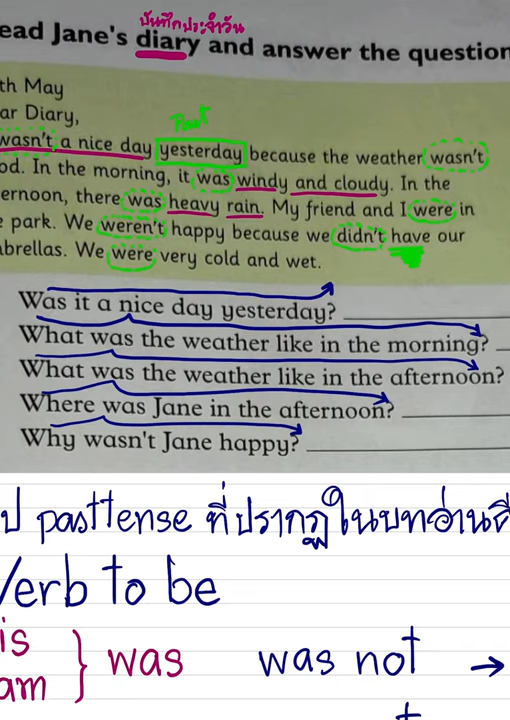 บันทึกประจำวัน
ead Jane's diary and answer the question
th May
ar Diary,
Past
wasn't a nice day yesterday because the weather wasn't
od. In the morning, it was windy and cloudy. In the
ernoon, there was heavy rain. My friend and I were in
e park. We weren't happy because we didn't have our
brellas. We were very cold and wet.
Was it a nice day yesterday?
What was the weather like in the morning?
What was the weather like in the afternoon?
Where was Jane in the afternoon?
Why wasn't Jane happy?
ป past tense ที่ปรากฏในบทอ่านนี้
Verb to be
is
am } was was not →